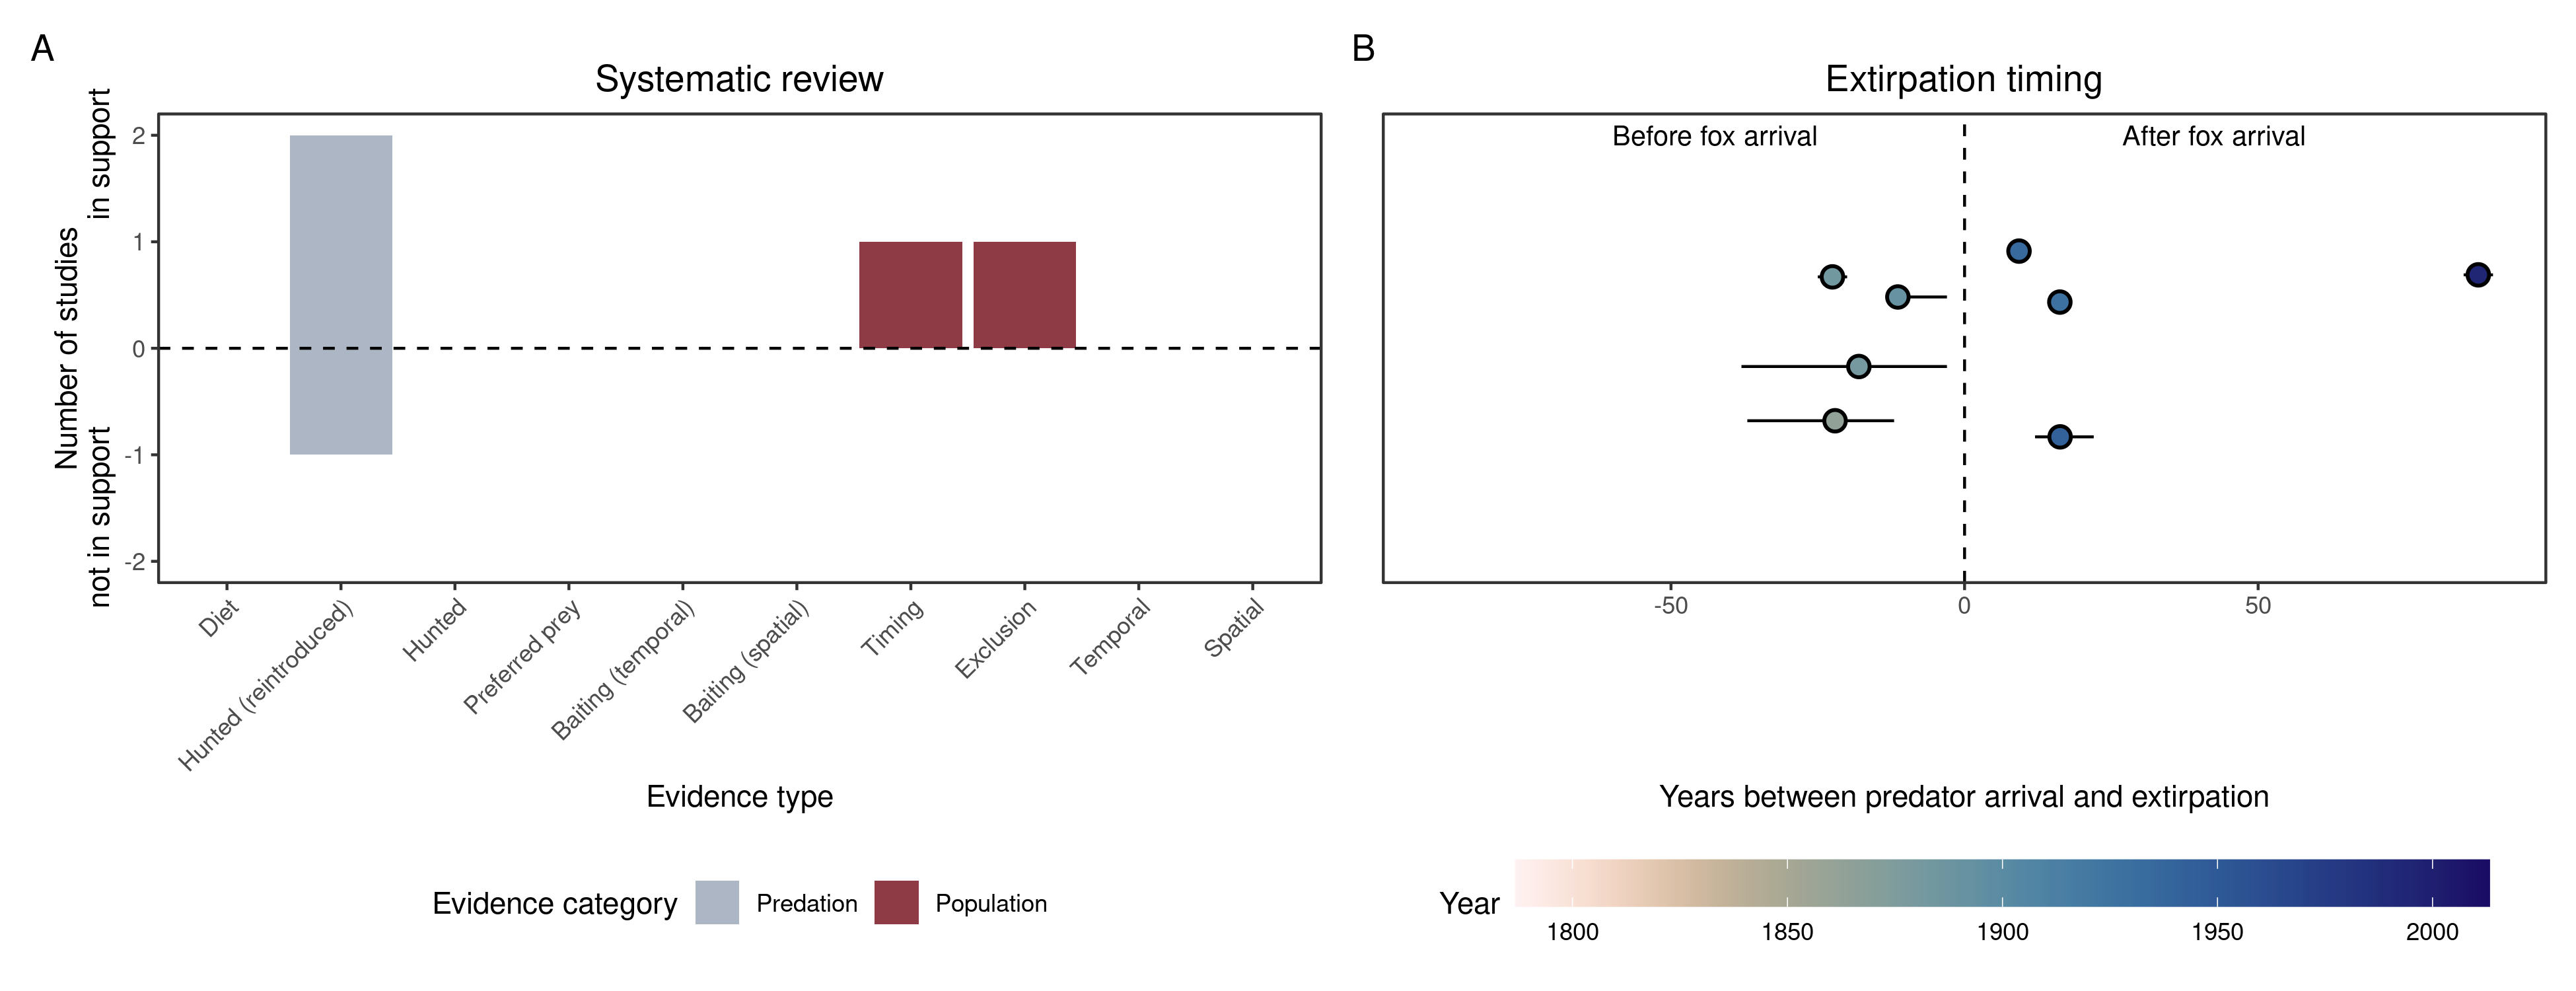 A
Systematic review
Number of studies
in support
not in support
2
1
0
-1
-2
Diet
Hunted (reintroduced)
Hunted
Preferred prey
Baiting (temporal)
Baiting (spatial)
Timing
Exclusion
Temporal
Spatial
Evidence type
Evidence category
Predation
Population
B
Extirpation timing
Before fox arrival
After fox arrival
-50
0
50
Years between predator arrival and extirpation
Year
1800
1850
1900
1950
2000